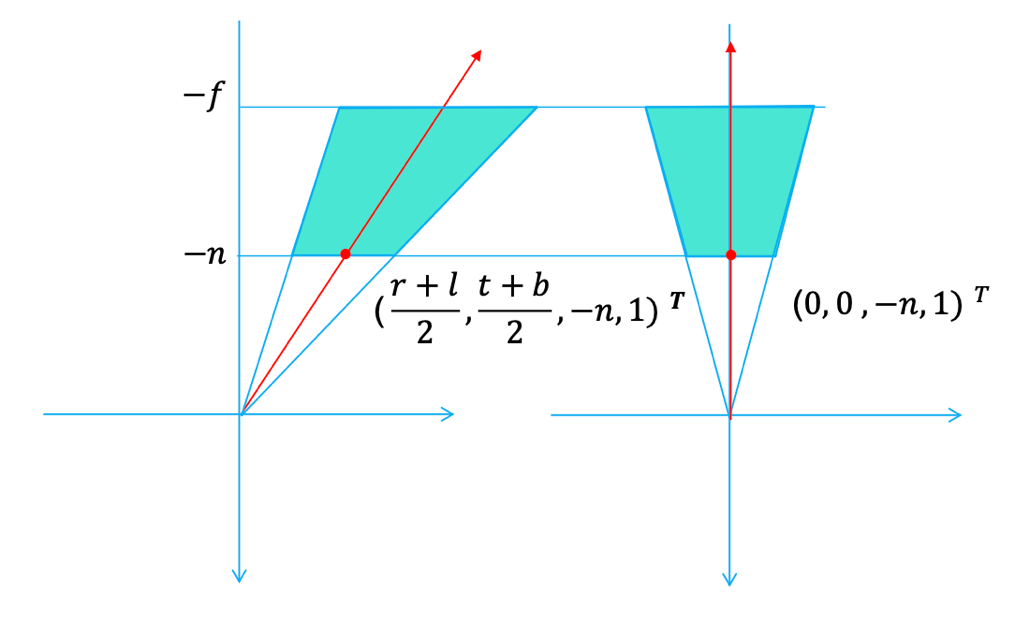 −f
−n
(r + l/2, t + b/2, −n, 1) ᵀ
(0, 0 , −n, 1) ᵀ